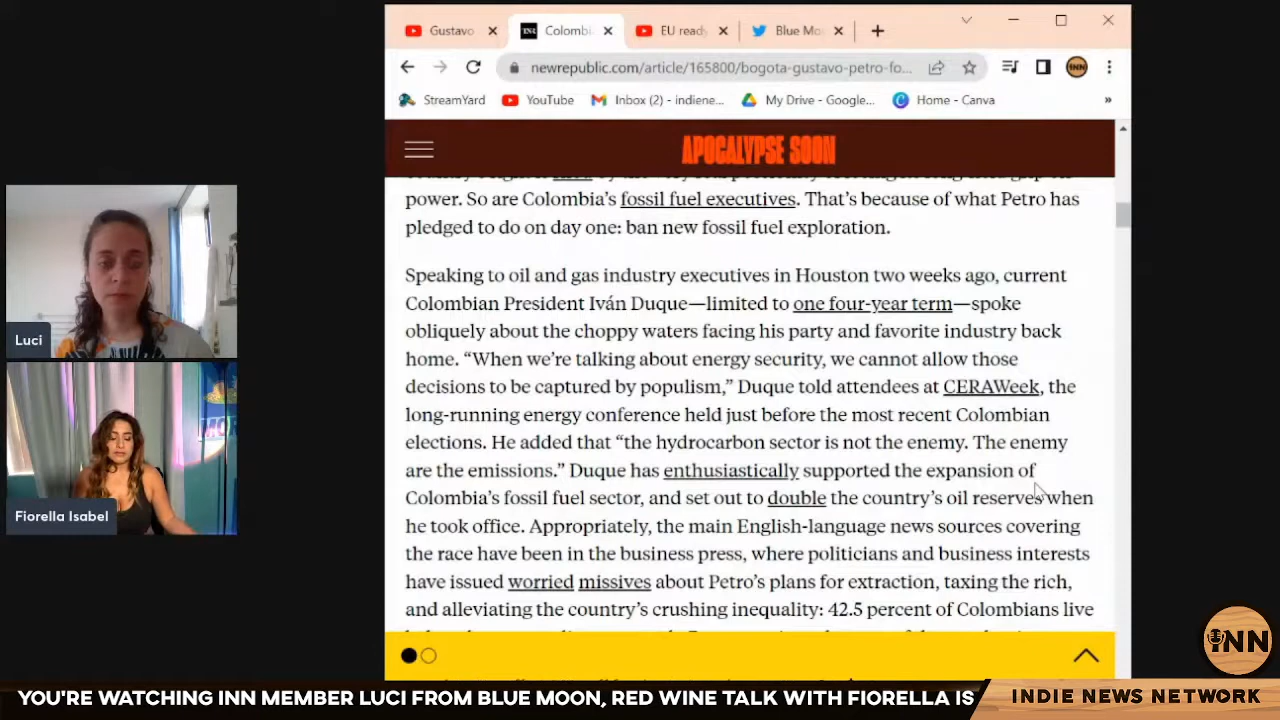 Gustavo
Colombi
EU ready
Blue Mo
newrepublic.com/article/165800/bogota-gustavo-petro-fo...
iNN
StreamYard
YouTube
Inbox (2) - indiene...
My Drive - Google...
Home - Canva
»
APOCALYPSE SOON
power. So are Colombia's fossil fuel executives. That's because of what Petro has
pledged to do on day one: ban new fossil fuel exploration.
Speaking to oil and gas industry executives in Houston two weeks ago, current
Colombian President Iván Duque—limited to one four-year term—spoke
obliquely about the choppy waters facing his party and favorite industry back
home. “When we're talking about energy security, we cannot allow those
decisions to be captured by populism,” Duque told attendees at CERAWeek, the
long-running energy conference held just before the most recent Colombian
elections. He added that “the hydrocarbon sector is not the enemy. The enemy
are the emissions.” Duque has enthusiastically supported the expansion of
Colombia's fossil fuel sector, and set out to double the country's oil reserves when
he took office. Appropriately, the main English-language news sources covering
the race have been in the business press, where politicians and business interests
have issued worried missives about Petro's plans for extraction, taxing the rich,
and alleviating the country's crushing inequality: 42.5 percent of Colombians live
Luci
Fiorella Isabel
iNN
YOU'RE WATCHING INN MEMBER LUCI FROM BLUE MOON, RED WINE TALK WITH FIORELLA IS
INDIE NEWS NETWORK